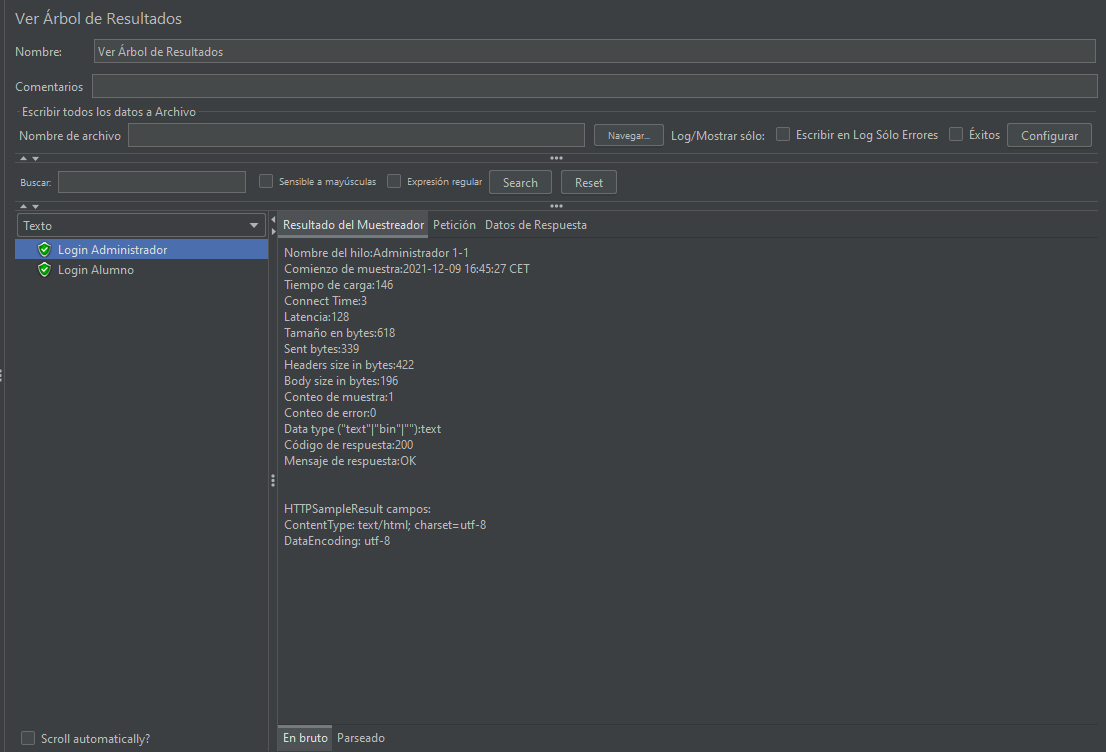 Ver Árbol de Resultados
Nombre: Ver Árbol de Resultados
Comentarios
Escribir todos los datos a Archivo
Nombre de archivo Navegar... Log/Mostrar sólo: Escribir en Log Sólo Errores Éxitos Configurar
Buscar: Sensible a mayúsculas Expresión regular Search Reset
Texto
Login Administrador
Login Alumno
Scroll automatically?
Resultado del Muestreador Petición Datos de Respuesta
Nombre del hilo:Administrador 1-1
Comienzo de muestra:2021-12-09 16:45:27 CET
Tiempo de carga:146
Connect Time:3
Latencia:128
Tamaño en bytes:618
Sent bytes:339
Headers size in bytes:422
Body size in bytes:196
Conteo de muestra:1
Conteo de error:0
Data type ("text"|"bin"|""):text
Código de respuesta:200
Mensaje de respuesta:OK
HTTPSampleResult campos:
ContentType: text/html; charset=utf-8
DataEncoding: utf-8
En bruto Parseado